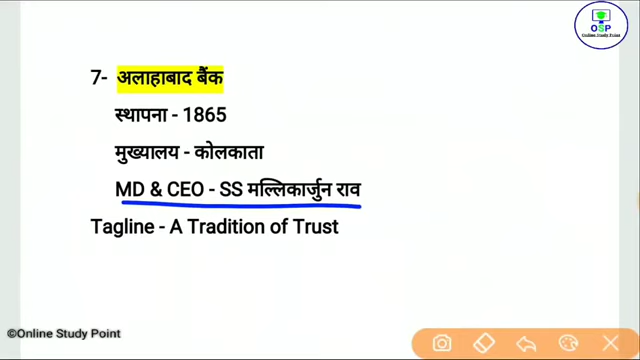 OSP
Online Study Point
7- अलाहाबाद बैंक
स्थापना - 1865
मुख्यालय - कोलकाता
MD & CEO - SS मल्लिकार्जुन राव
Tagline - A Tradition of Trust
©Online Study Point